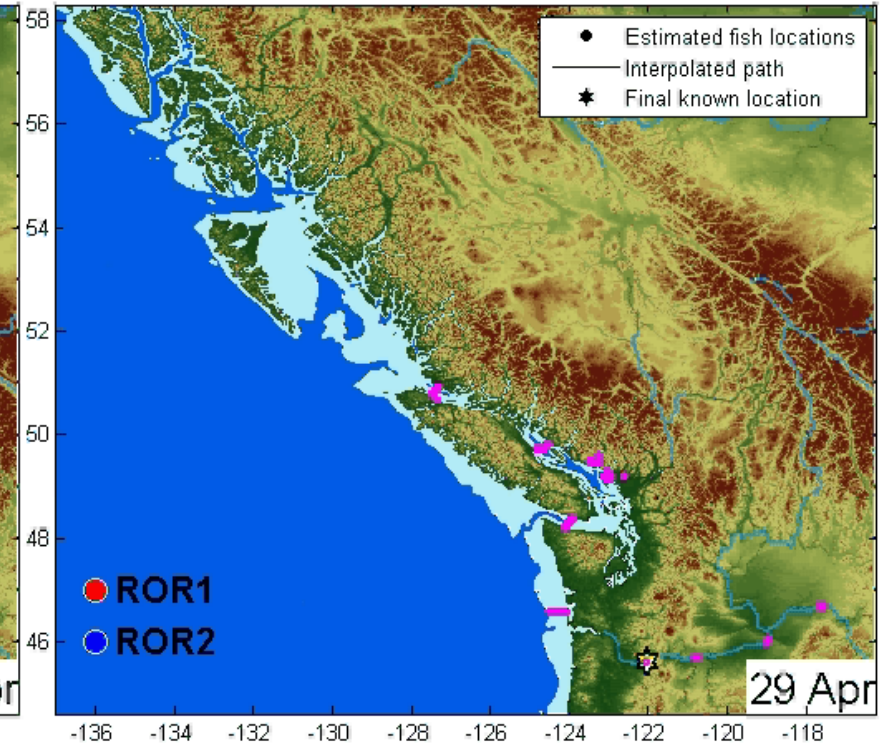 58
56
54
52
50
48
46
Estimated fish locations
Interpolated path
Final known location
ROR1
ROR2
29 Apr
-136 -134 -132 -130 -128 -126 -124 -122 -120 -118